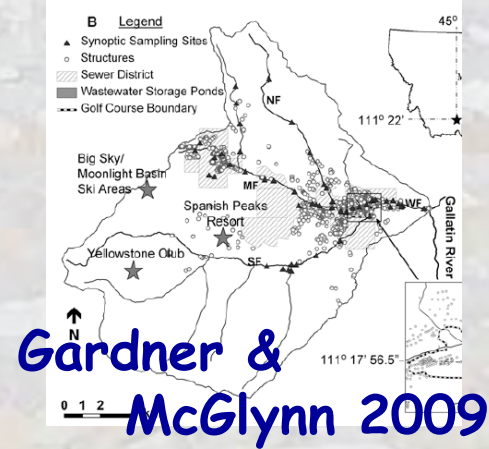 B Legend
Synoptic Sampling Sites
Structures
Sewer District
Wastewater Storage Ponds
Golf Course Boundary
45°
111° 22'
NF
Big Sky/
Moonlight Basin
Ski Areas
MF
Spanish Peaks
Resort
WF
Gallatin River
Yellowstone Club
SF
N
111° 17' 56.5"
0 1 2
Gardner &
McGlynn 2009